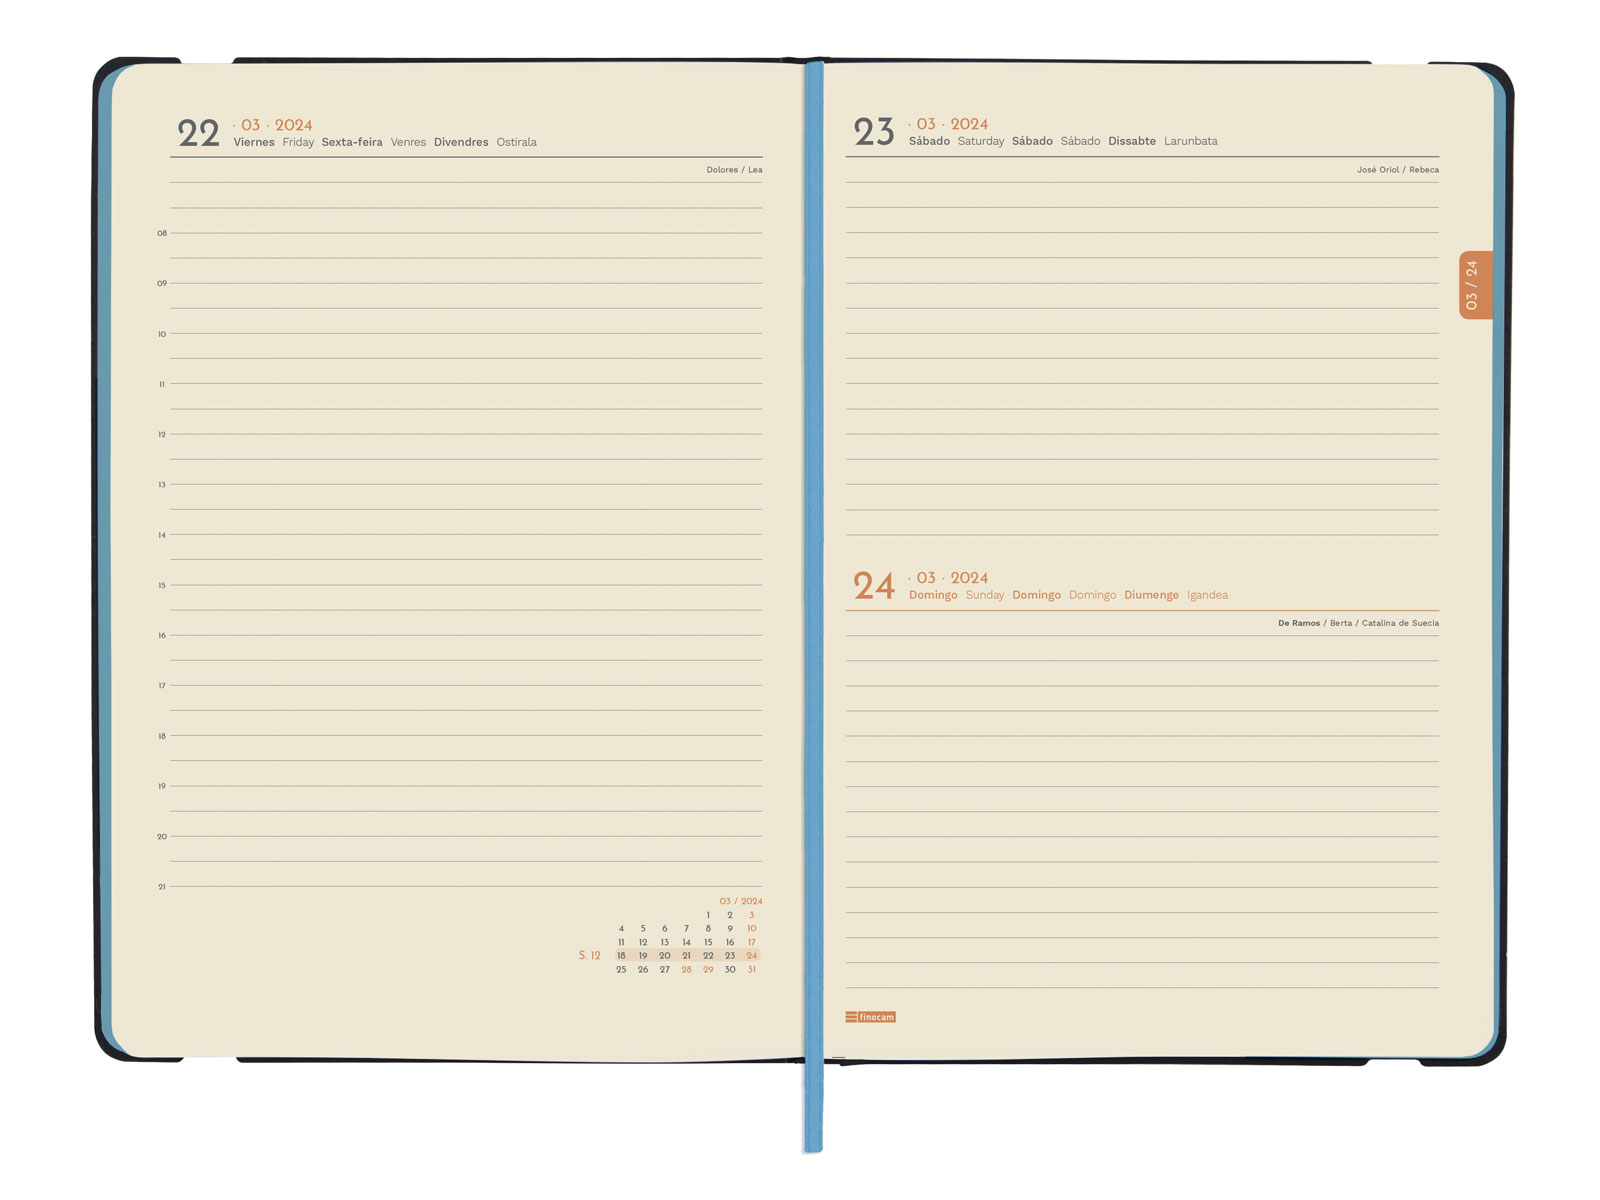 22 · 03 · 2024
Viernes Friday Sexta-feira Venres Divendres Ostirala
Dolores / Lea
08
09
10
11
12
13
14
15
16
17
18
19
20
21
03 / 2024
1 2 3
4 5 6 7 8 9 10
11 12 13 14 15 16 17
S. 12 18 19 20 21 22 23 24
25 26 27 28 29 30 31
23 · 03 · 2024
Sábado Saturday Sábado Sábado Dissabte Larunbata
José Oriol / Rebeca
03 / 24
24 · 03 · 2024
Domingo Sunday Domingo Domingo Diumenge Igandea
De Ramos / Berta / Catalina de Suecia
finocam